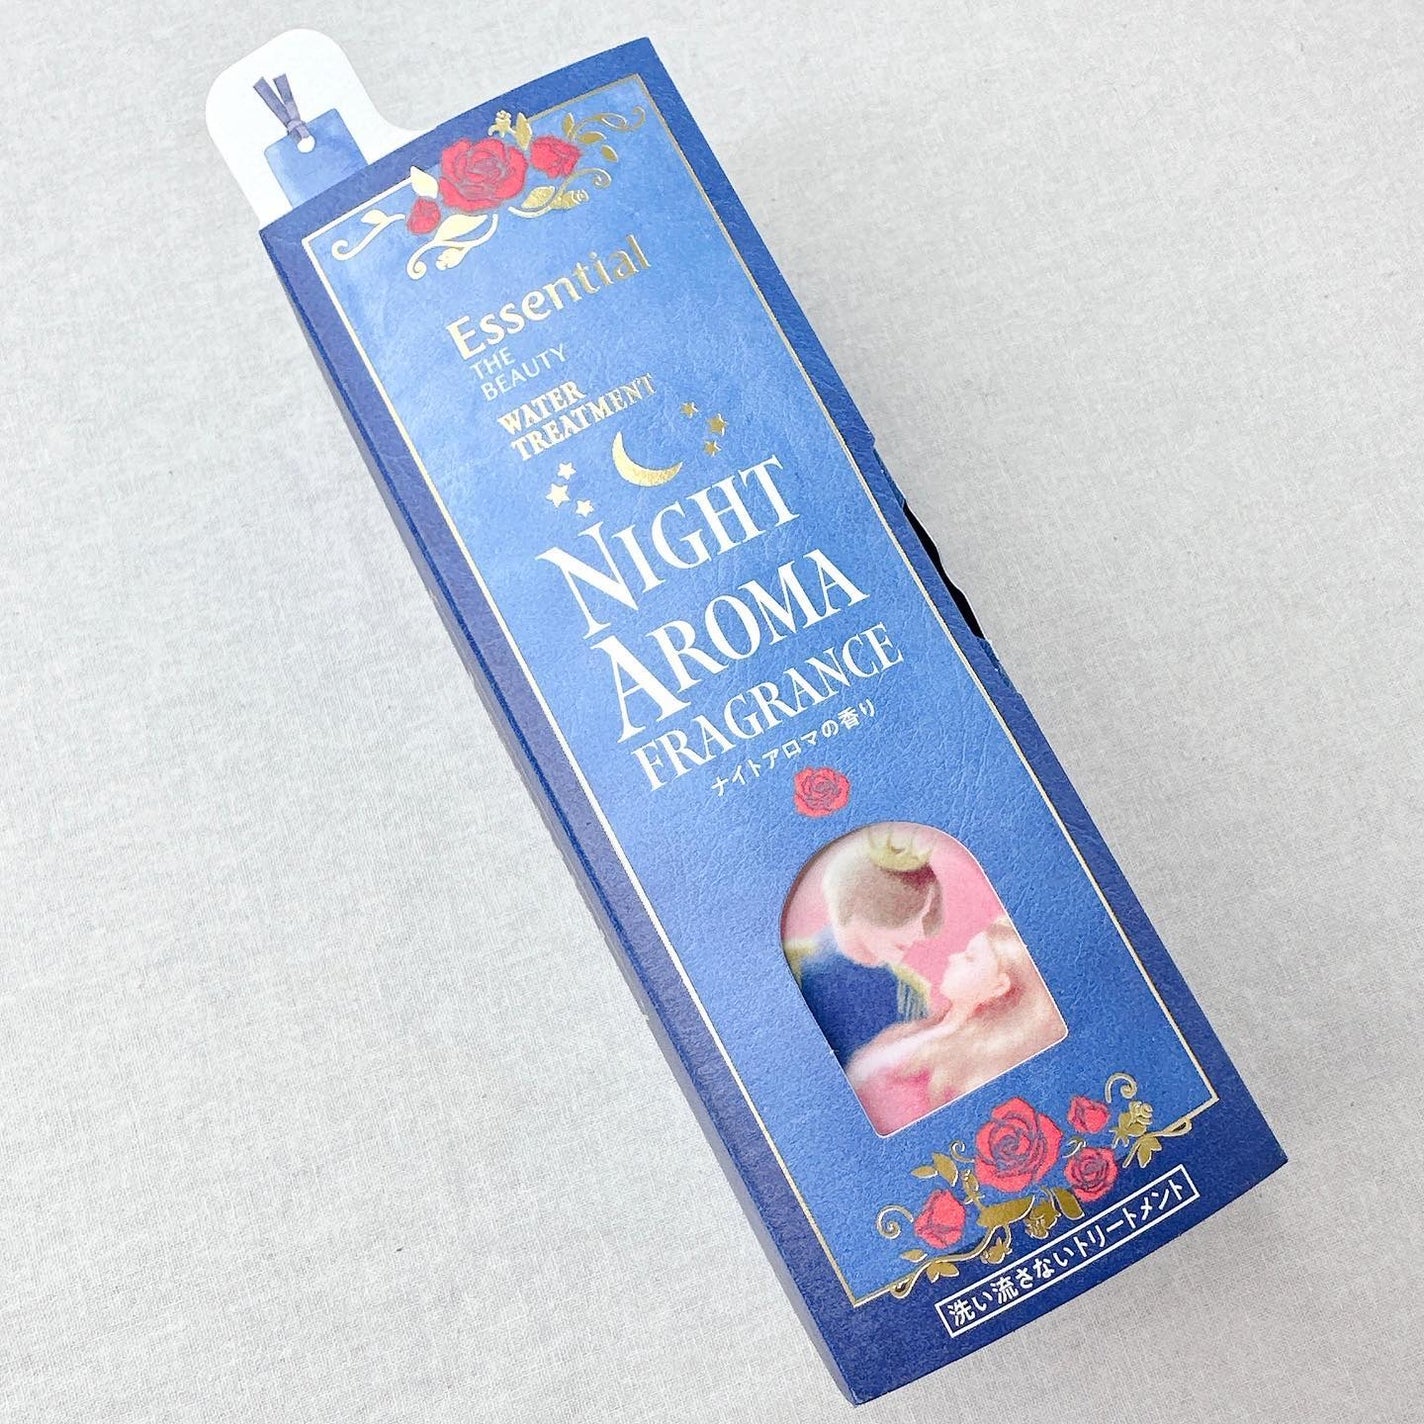 Essential
THE
BEAUTY
WATER
TREATMENT
NIGHT
AROMA
FRAGRANCE
ナイトアロマの香り
洗い流さないトリートメント